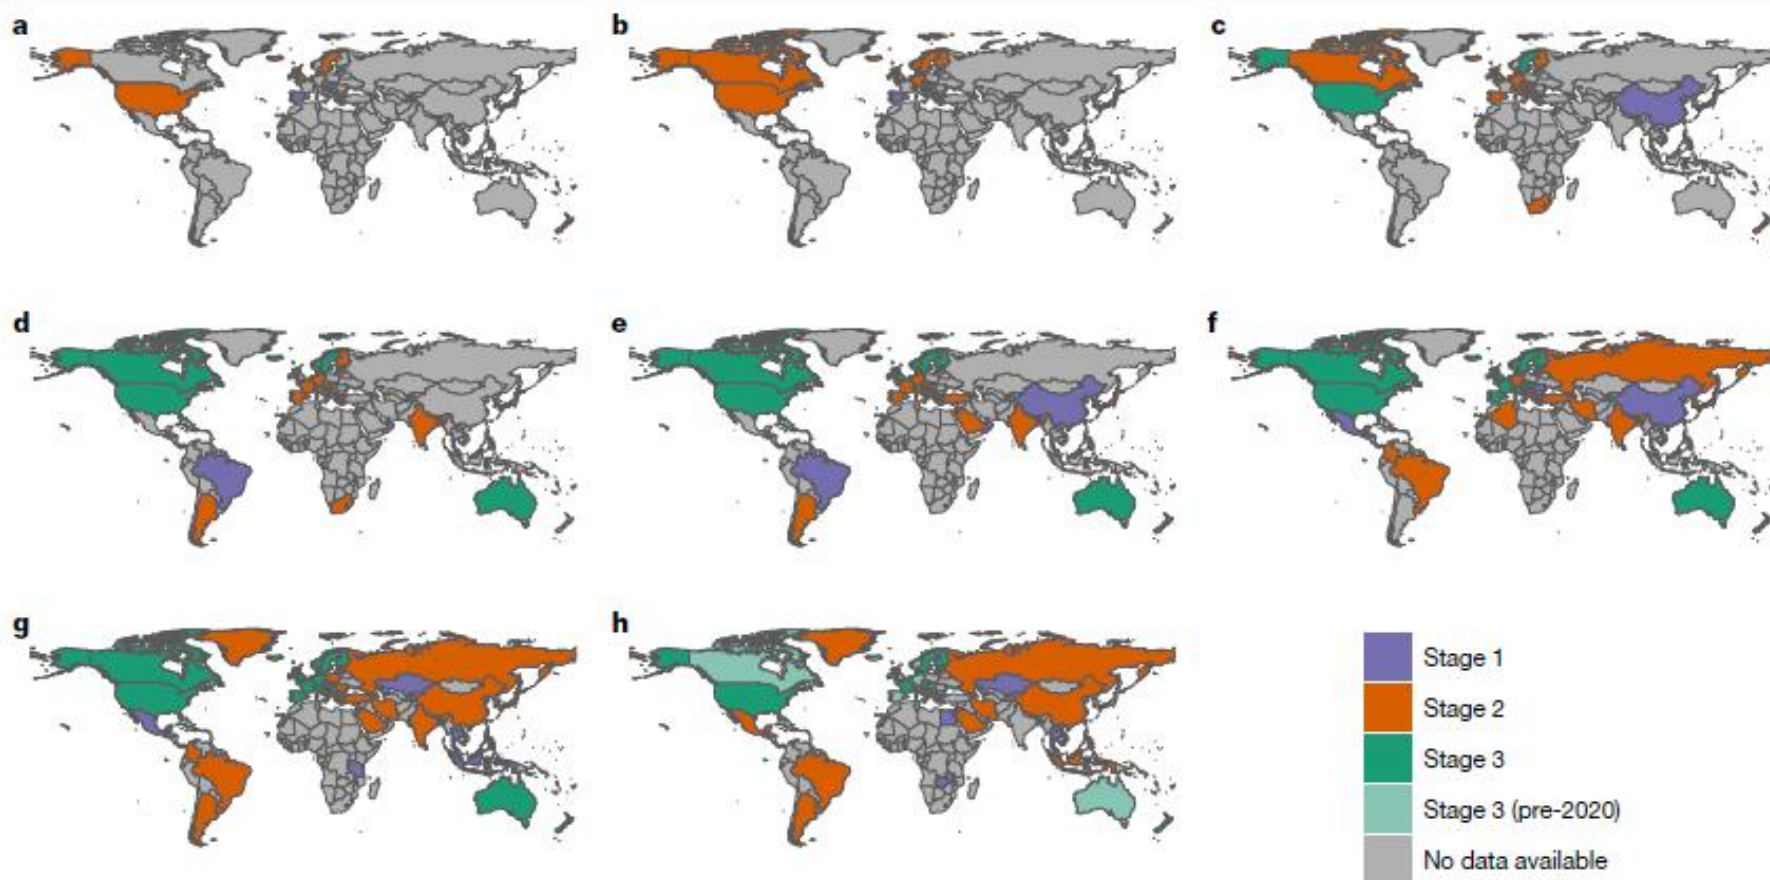 a
b
c
d
e
f
g
h
Stage 1
Stage 2
Stage 3
Stage 3 (pre-2020)
No data available